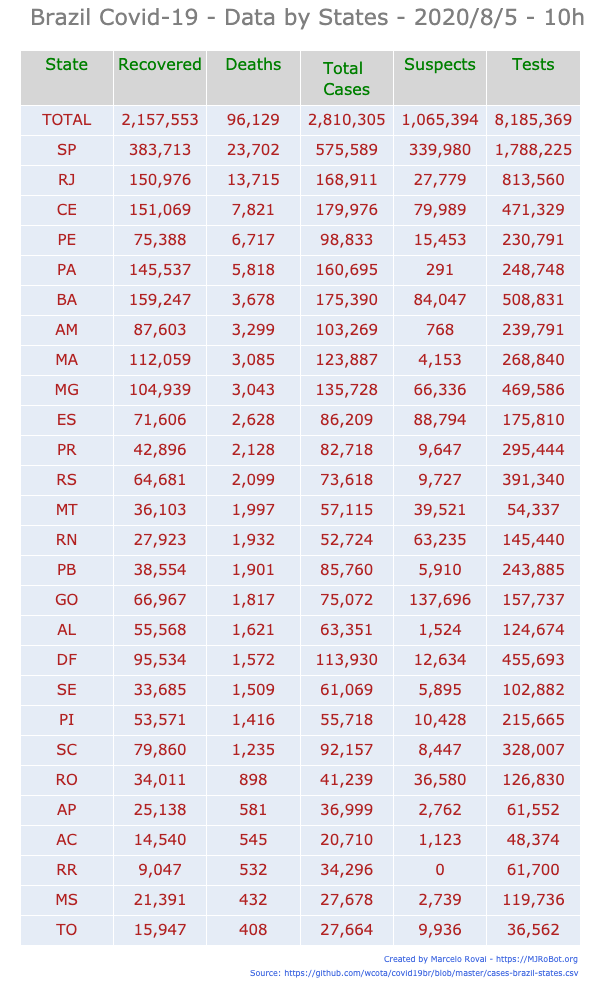 Brazil Covid-19 - Data by States - 2020/8/5 - 10h
State Recovered Deaths Total Cases Suspects Tests
TOTAL 2,157,553 96,129 2,810,305 1,065,394 8,185,369
SP 383,713 23,702 575,589 339,980 1,788,225
RJ 150,976 13,715 168,911 27,779 813,560
CE 151,069 7,821 179,976 79,989 471,329
PE 75,388 6,717 98,833 15,453 230,791
PA 145,537 5,818 160,695 291 248,748
BA 159,247 3,678 175,390 84,047 508,831
AM 87,603 3,299 103,269 768 239,791
MA 112,059 3,085 123,887 4,153 268,840
MG 104,939 3,043 135,728 66,336 469,586
ES 71,606 2,628 86,209 88,794 175,810
PR 42,896 2,128 82,718 9,647 295,444
RS 64,681 2,099 73,618 9,727 391,340
MT 36,103 1,997 57,115 39,521 54,337
RN 27,923 1,932 52,724 63,235 145,440
PB 38,554 1,901 85,760 5,910 243,885
GO 66,967 1,817 75,072 137,696 157,737
AL 55,568 1,621 63,351 1,524 124,674
DF 95,534 1,572 113,930 12,634 455,693
SE 33,685 1,509 61,069 5,895 102,882
PI 53,571 1,416 55,718 10,428 215,665
SC 79,860 1,235 92,157 8,447 328,007
RO 34,011 898 41,239 36,580 126,830
AP 25,138 581 36,999 2,762 61,552
AC 14,540 545 20,710 1,123 48,374
RR 9,047 532 34,296 0 61,700
MS 21,391 432 27,678 2,739 119,736
TO 15,947 408 27,664 9,936 36,562
Created by Marcelo Rovai - https://MJRoBot.org
Source: https://github.com/wcota/covid19br/blob/master/cases-brazil-states.csv